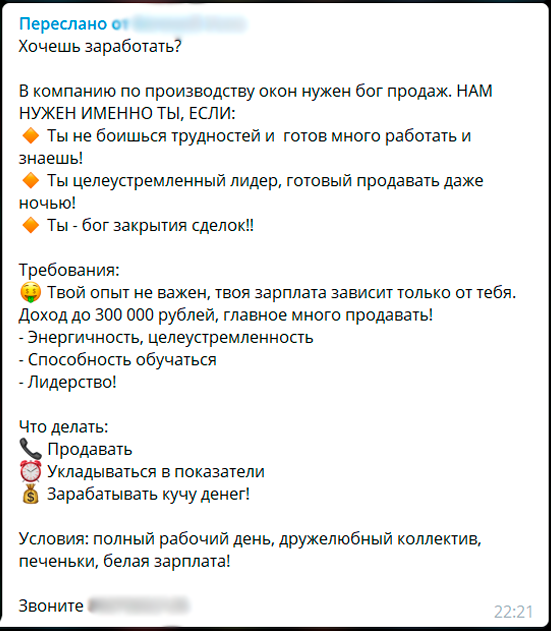 Переслано от
Хочешь заработать?
В компанию по производству окон нужен бог продаж. НАМ
НУЖЕН ИМЕННО ТЫ, ЕСЛИ:
🔸 Ты не боишься трудностей и готов много работать и
знаешь!
🔸 Ты целеустремленный лидер, готовый продавать даже
ночью!
🔸 Ты - бог закрытия сделок!!
Требования:
🤑 Твой опыт не важен, твоя зарплата зависит только от тебя.
Доход до 300 000 рублей, главное много продавать!
- Энергичность, целеустремленность
- Способность обучаться
- Лидерство!
Что делать:
📞 Продавать
⏰ Укладываться в показатели
💰 Зарабатывать кучу денег!
Условия: полный рабочий день, дружелюбный коллектив,
печеньки, белая зарплата!
Звоните
22:21